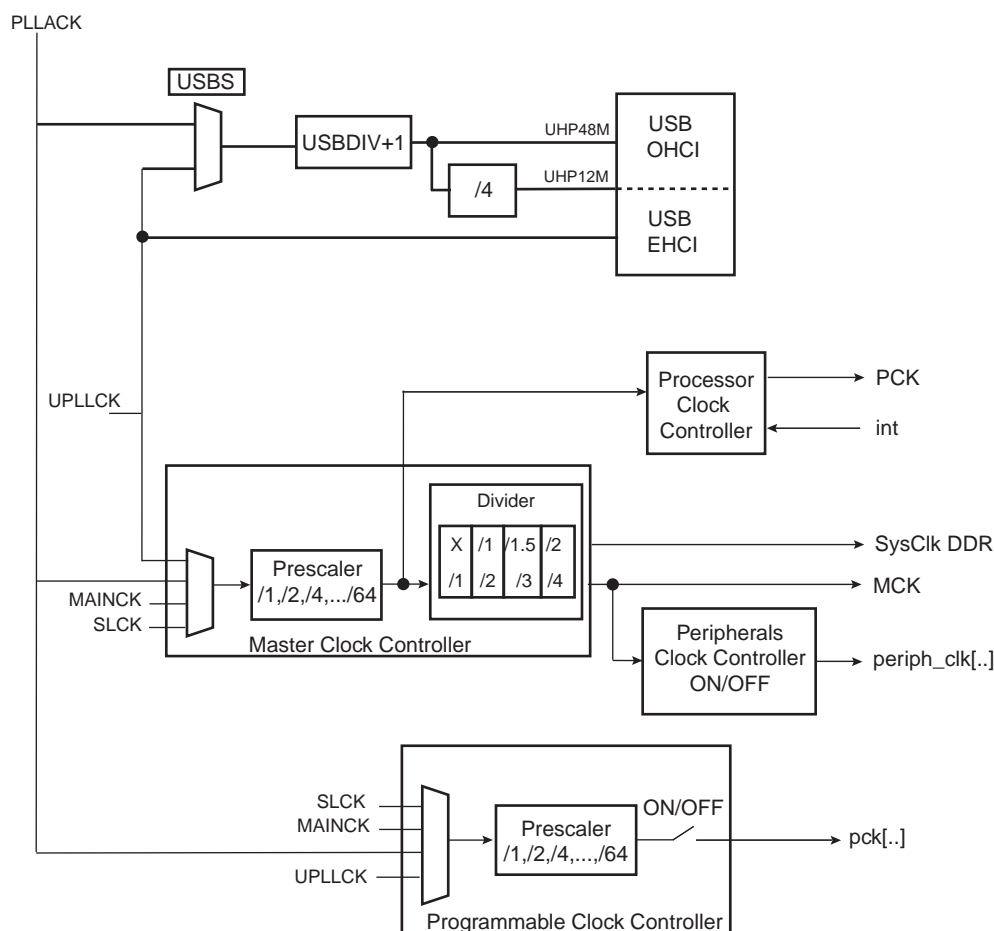 PLLACK
USBS
USBDIV+1
UHP48M
USB
OHCI
/4
UHP12M
USB
EHCI
UPLLCK
Processor
Clock
Controller
PCK
int
Divider
X /1 /1.5 /2
/1 /2 /3 /4
SysClk DDR
Prescaler
/1,/2,/4,.../64
MCK
MAINCK
SLCK
Master Clock Controller
Peripherals
Clock Controller
ON/OFF
periph_clk[..]
SLCK
MAINCK
UPLLCK
Prescaler
/1,/2,/4,...,/64
ON/OFF
pck[..]
Programmable Clock Controller